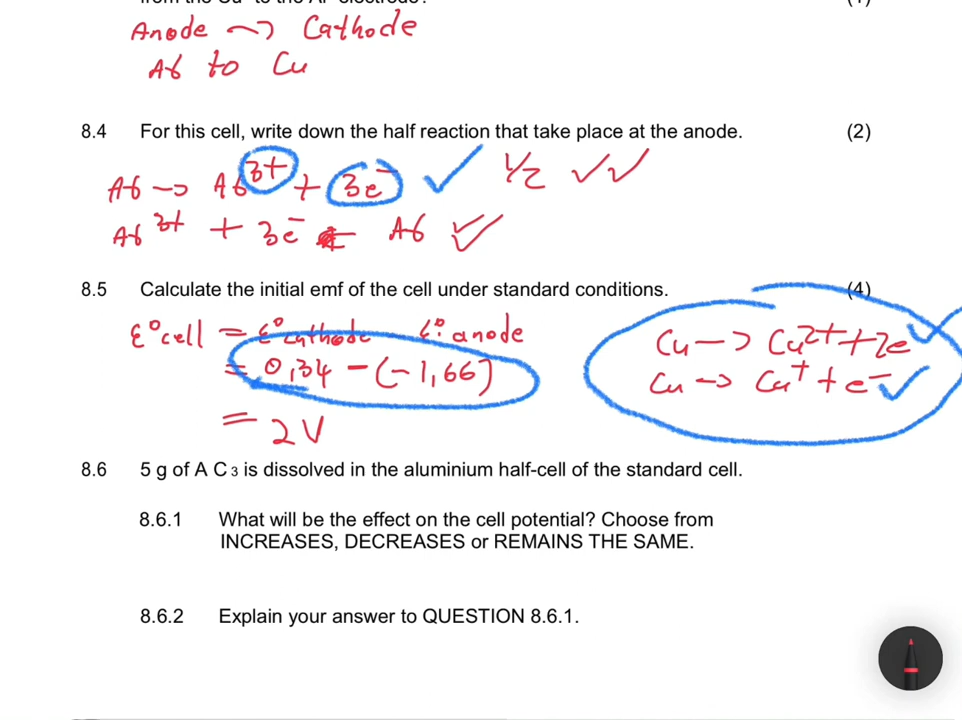 Anode → Cathode
Al to Cu
8.4 For this cell, write down the half reaction that take place at the anode. (2)
Al → Al³⁺ + 3e⁻ ✓ 1/2 ✓✓
Al³⁺ + 3e⁻ ← Al ✓✓
8.5 Calculate the initial emf of the cell under standard conditions. (4)
E°cell = E°cathode - E° anode
= 0,34 - (-1,66)
= 2V
Cu → Cu²⁺ + 2e⁻ ✓
Cu → Cu⁺ + e⁻ ✓
8.6 5 g of A C 3 is dissolved in the aluminium half-cell of the standard cell.
8.6.1 What will be the effect on the cell potential? Choose from
INCREASES, DECREASES or REMAINS THE SAME.
8.6.2 Explain your answer to QUESTION 8.6.1.